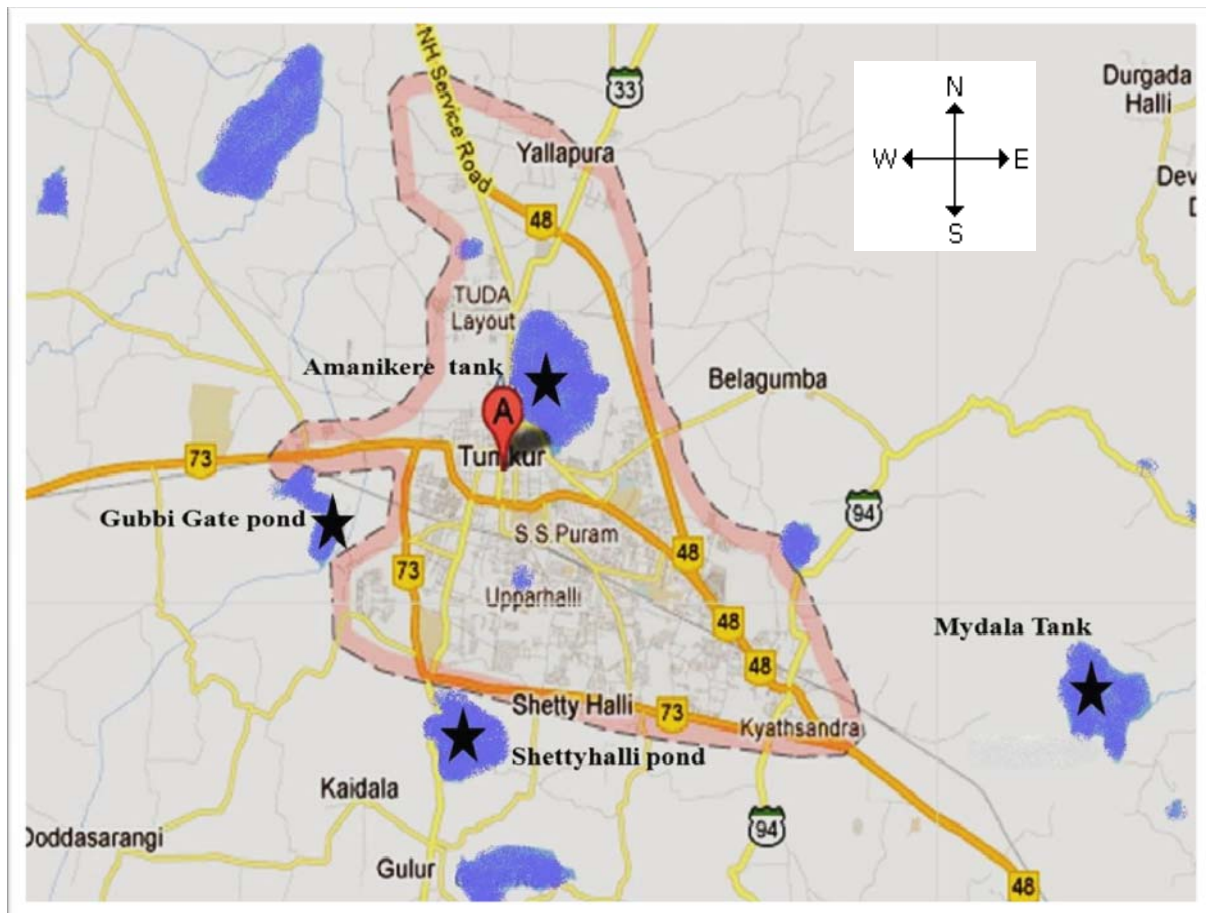 NH Service Road
33
Durgada
Halli
N
W
E
S
Yallapura
Dev
48
TUDA
Layout
Amanikere tank
Belagumba
A
Tumkur
73
94
Gubbi Gate pond
S.S.Puram
48
73
Upparhalli
48
Mydala Tank
48
Shetty Halli
73
Kyathsandra
Shettyhalli pond
Kaidala
94
Doddasarangi
Gulur
48